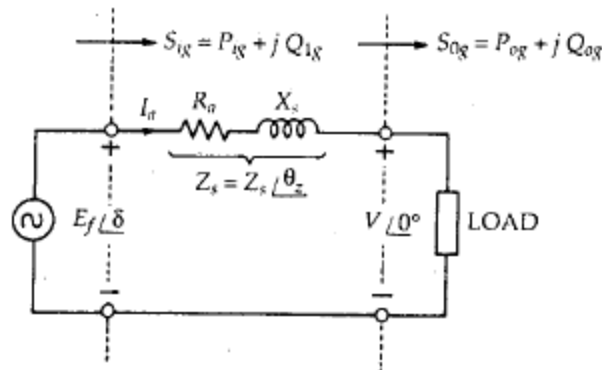 S_ig = P_ig + j Q_1g
S_0g = P_og + j Q_og
I_a
R_a
X_s
+
+
Z_s = Z_s ∠θ_z
E_f ∠δ
V ∠0°
LOAD
−
−